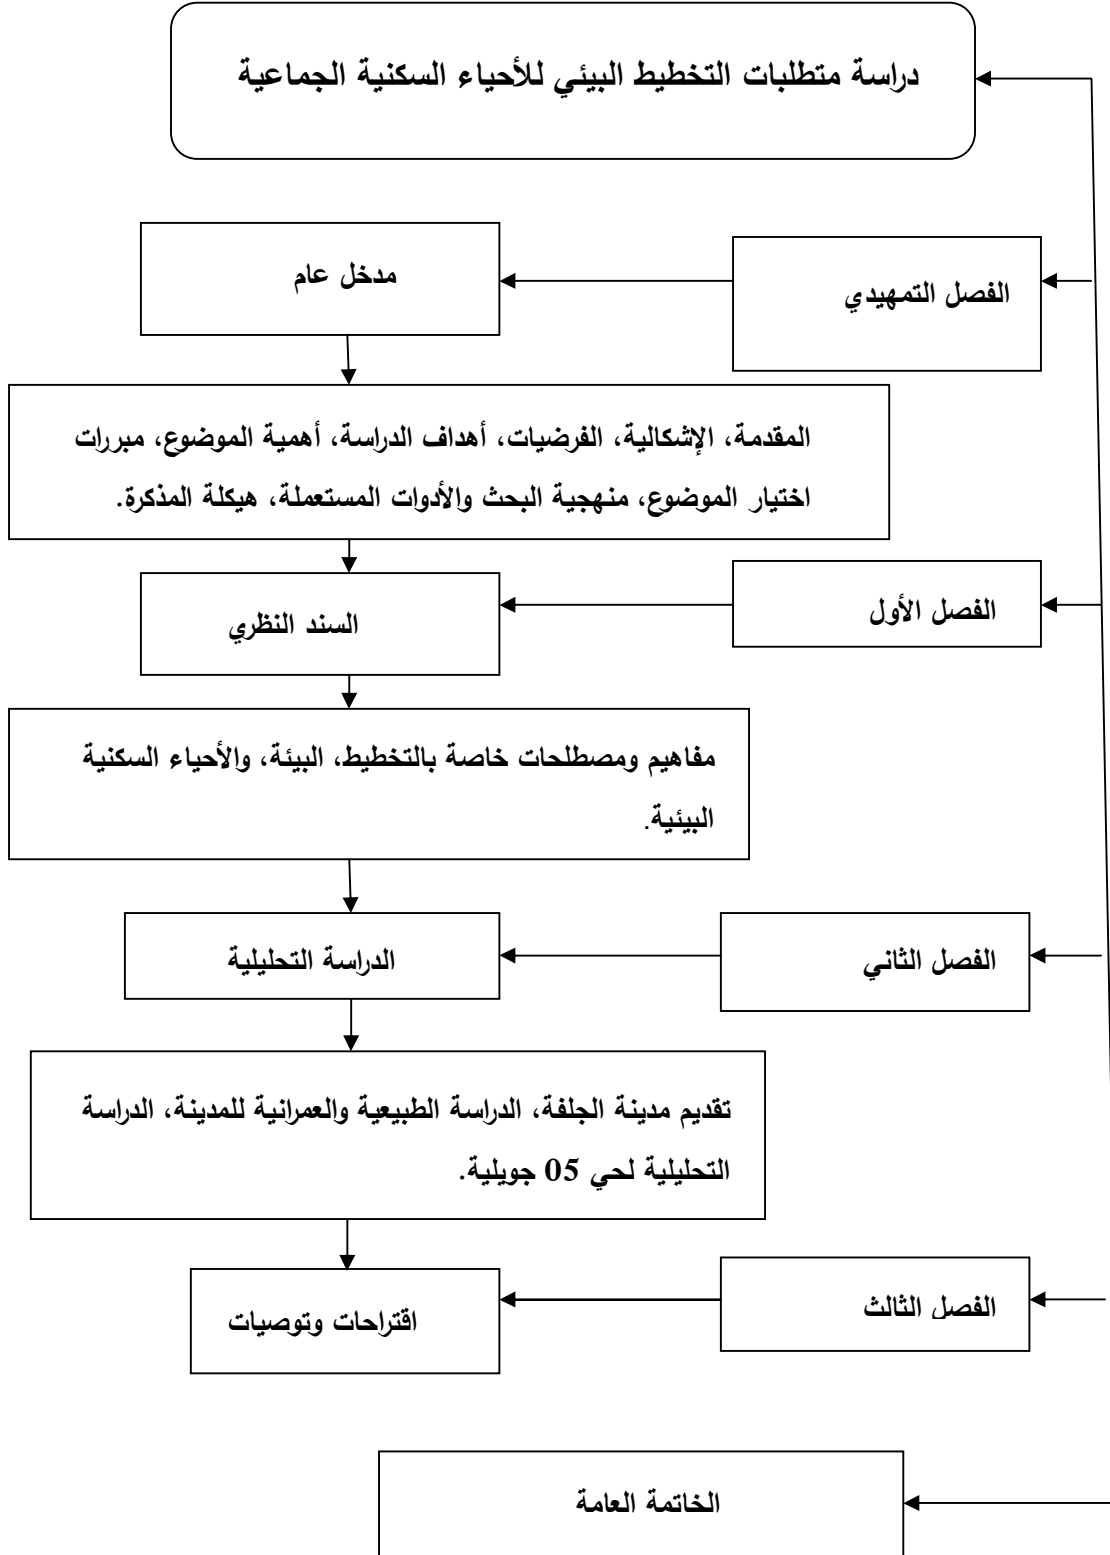 دراسة متطلبات التخطيط البيئي للأحياء السكنية الجماعية
الفصل التمهيدي
مدخل عام
المقدمة، الإشكالية، الفرضيات، أهداف الدراسة، أهمية الموضوع، مبررات
اختيار الموضوع، منهجية البحث والأدوات المستعملة، هيكلة المذكرة.
الفصل الأول
السند النظري
مفاهيم ومصطلحات خاصة بالتخطيط، البيئة، والأحياء السكنية
البيئية.
الفصل الثاني
الدراسة التحليلية
تقديم مدينة الجلفة، الدراسة الطبيعية والعمرانية للمدينة، الدراسة
التحليلية لحي 05 جويلية.
الفصل الثالث
اقتراحات وتوصيات
الخاتمة العامة